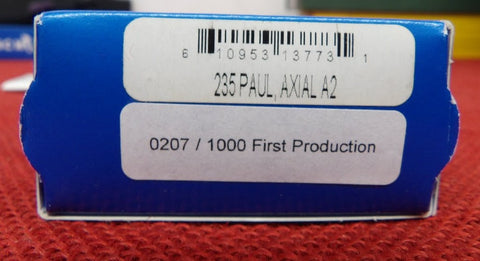 6 10953 13773 1
235 PAUL, AXIAL A2
0207 / 1000 First Production